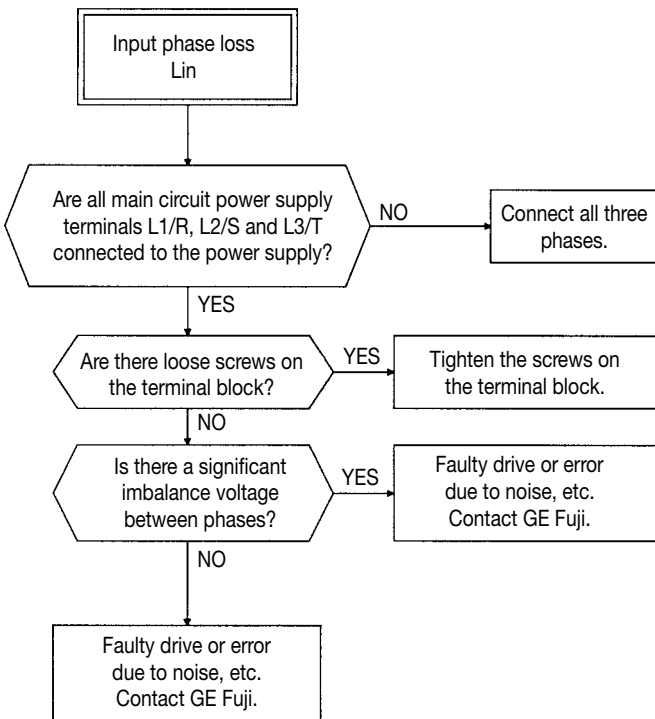 Input phase loss
Lin
Are all main circuit power supply
terminals L1/R, L2/S and L3/T
connected to the power supply?
NO
Connect all three
phases.
YES
Are there loose screws on
the terminal block?
YES
Tighten the screws on
the terminal block.
NO
Is there a significant
imbalance voltage
between phases?
YES
Faulty drive or error
due to noise, etc.
Contact GE Fuji.
NO
Faulty drive or error
due to noise, etc.
Contact GE Fuji.